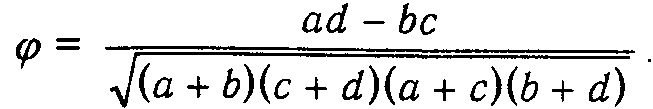 φ = (ad − bc) / √((a + b)(c + d)(a + c)(b + d)) .